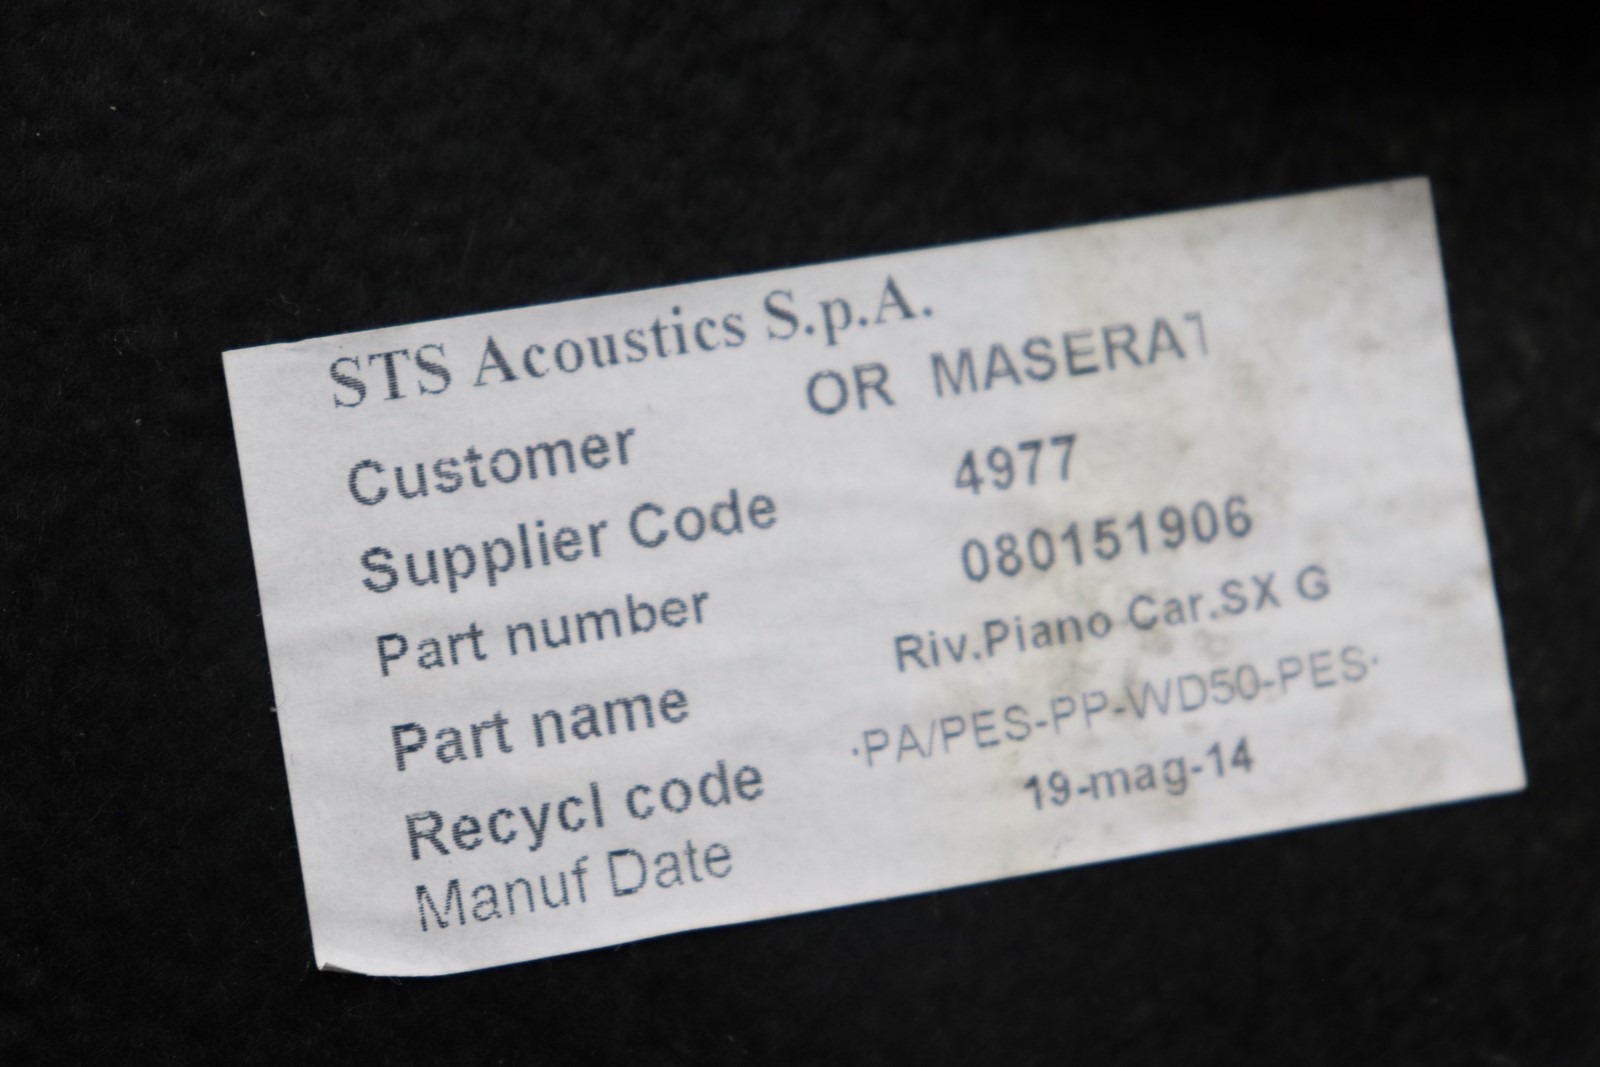 STS Acoustics S.p.A.
Customer OR MASERAT
Supplier Code 4977
Part number 080151906
Part name Riv.Piano Car.SX G
Recycl code ·PA/PES-PP-WD50-PES·
Manuf Date 19-mag-14